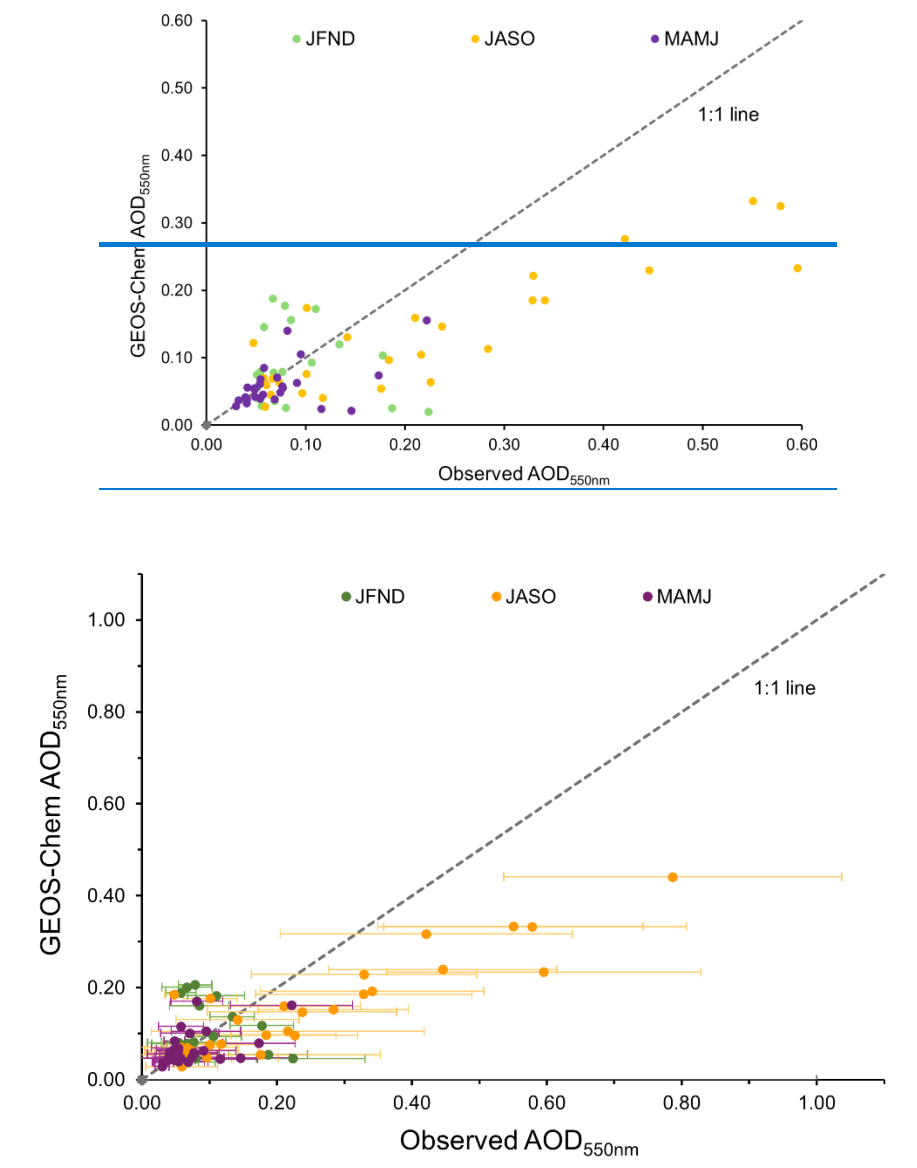 0.60
JFND JASO MAMJ
0.50
1:1 line
0.40
0.30
0.20
0.10
0.00
GEOS-Chem AOD550nm
0.00 0.10 0.20 0.30 0.40 0.50 0.60
Observed AOD550nm
JFND JASO MAMJ
1.00
1:1 line
0.80
0.60
0.40
0.20
0.00
GEOS-Chem AOD550nm
0.00 0.20 0.40 0.60 0.80 1.00
Observed AOD550nm